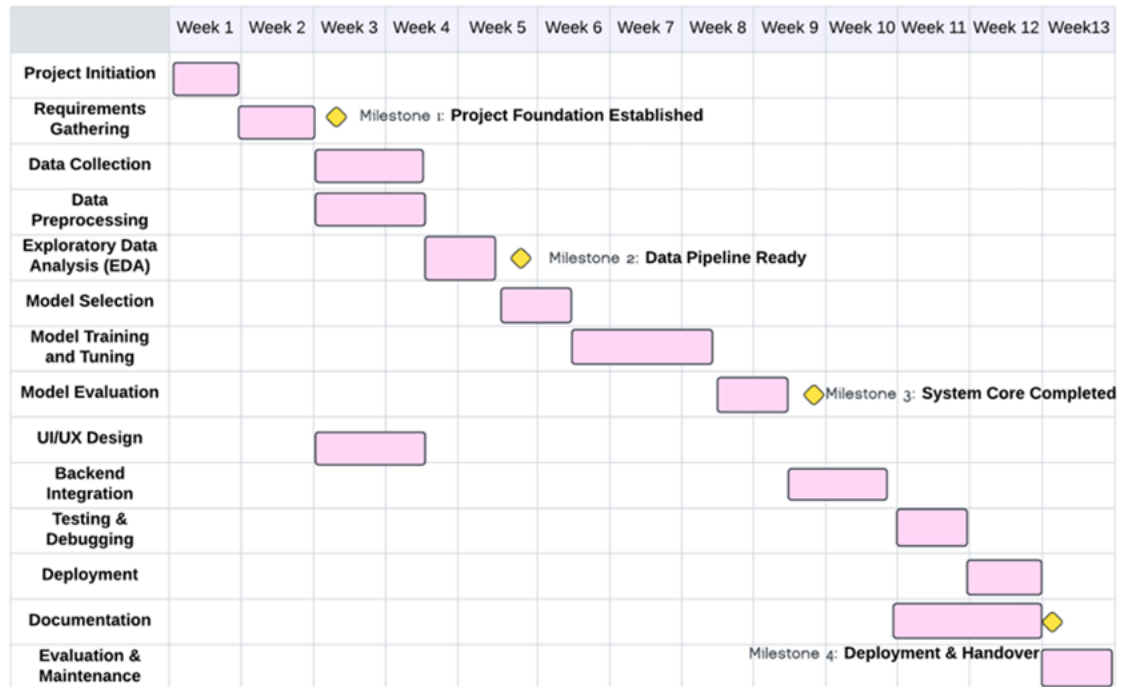 Week 1 Week 2 Week 3 Week 4 Week 5 Week 6 Week 7 Week 8 Week 9 Week 10 Week 11 Week 12 Week13
Project Initiation
Requirements
Gathering
Milestone 1: Project Foundation Established
Data Collection
Data
Preprocessing
Exploratory Data
Analysis (EDA)
Milestone 2: Data Pipeline Ready
Model Selection
Model Training
and Tuning
Model Evaluation
Milestone 3: System Core Completed
UI/UX Design
Backend
Integration
Testing &
Debugging
Deployment
Documentation
Evaluation &
Maintenance
Milestone 4: Deployment & Handover